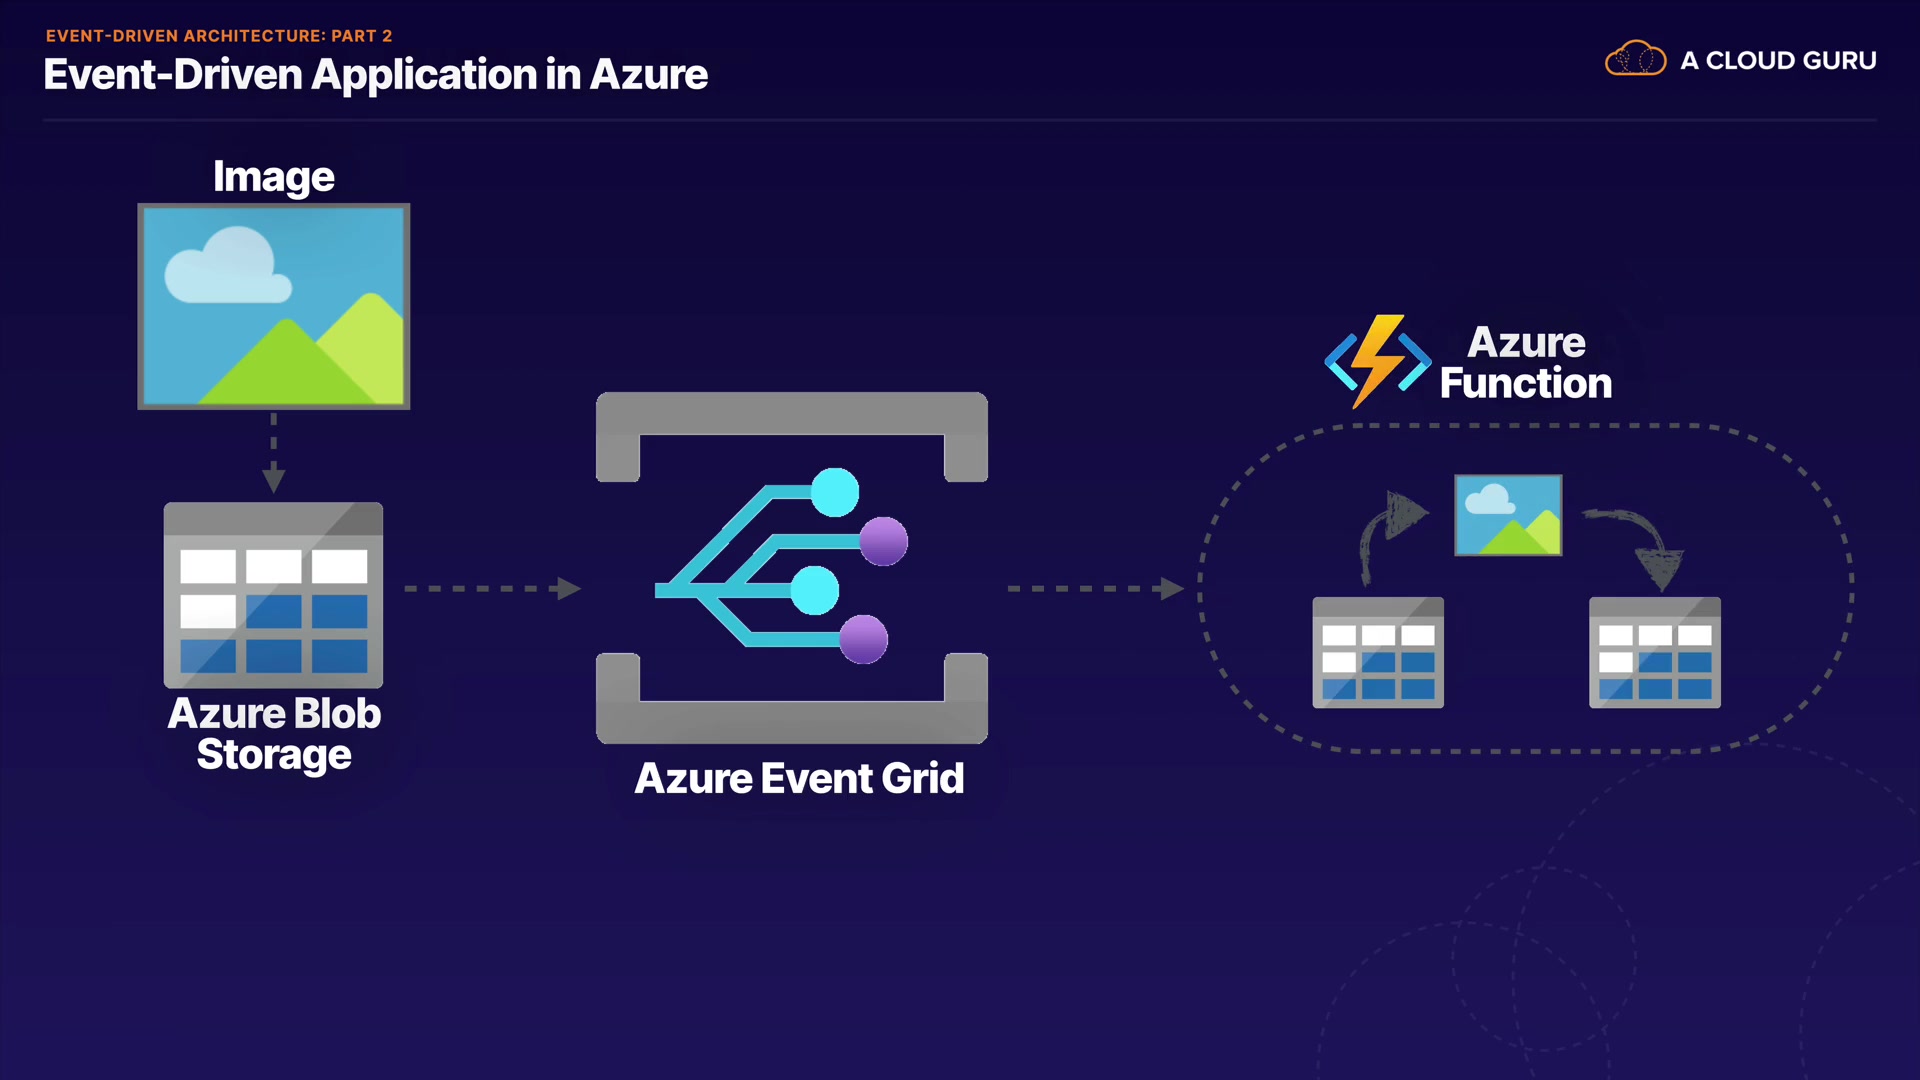 EVENT-DRIVEN ARCHITECTURE: PART 2
Event-Driven Application in Azure
A CLOUD GURU
Image
Azure Blob
Storage
Azure Event Grid
Azure
Function